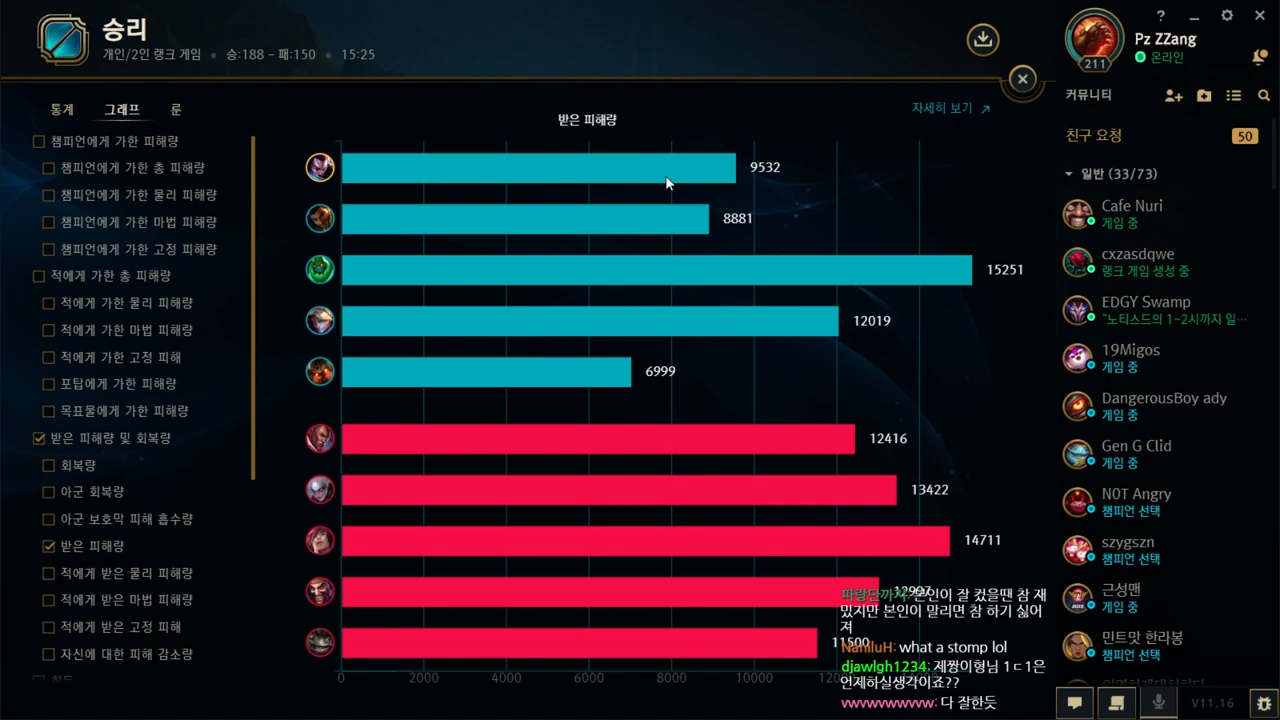 승리
개인/2인 랭크 게임 • 승:188 - 패:150 • 15:25
?
Pz ZZang
211
온라인
커뮤니티
친구 요청
50
일반 (33/73)
Cafe Nuri
게임 중
cxzasdqwe
랭크 게임 생성 중
EDGY Swamp
"노티스드의 1~2시까지 일…
19Migos
게임 중
DangerousBoy ady
게임 중
Gen G Clid
게임 중
N0T Angry
챔피언 선택
szygszn
챔피언 선택
근성맨
게임 중
민트맛 한라봉
챔피언 선택
V11.16
통계
그래프
룬
자세히 보기
받은 피해량
챔피언에게 가한 피해량
챔피언에게 가한 총 피해량
챔피언에게 가한 물리 피해량
챔피언에게 가한 마법 피해량
챔피언에게 가한 고정 피해량
적에게 가한 총 피해량
적에게 가한 물리 피해량
적에게 가한 마법 피해량
적에게 가한 고정 피해
포탑에게 가한 피해량
목표물에게 가한 피해량
받은 피해량 및 회복량
회복량
아군 회복량
아군 보호막 피해 흡수량
받은 피해량
적에게 받은 물리 피해량
적에게 받은 마법 피해량
적에게 받은 고정 피해
자신에 대한 피해 감소량
9532
8881
15251
12019
6999
12416
13422
14711
12997
11500
0
2000
4000
6000
8000
10000
파랑단까지: 본인이 잘 컸을땐 참 재
밌지만 본인이 말리면 참 하기 싫어
져
NamluH: what a stomp lol
djawlgh1234: 제짱이형님 1ㄷ1은
언제하실생각이죠??
vwvwvwvwvw: 다 잘한듯